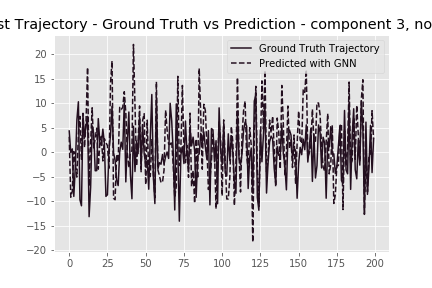 st Trajectory - Ground Truth vs Prediction - component 3, no
Ground Truth Trajectory
Predicted with GNN
20
15
10
5
0
−5
−10
−15
−20
0 25 50 75 100 125 150 175 200